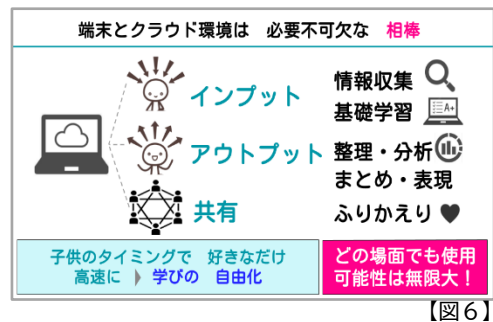 端末とクラウド環境は 必要不可欠な 相棒
インプット
情報収集
基礎学習
A+
アウトプット
整理・分析
まとめ・表現
共有
ふりかえり
子供のタイミングで 好きなだけ
高速に 学びの 自由化
どの場面でも使用
可能性は無限大！
【図６】